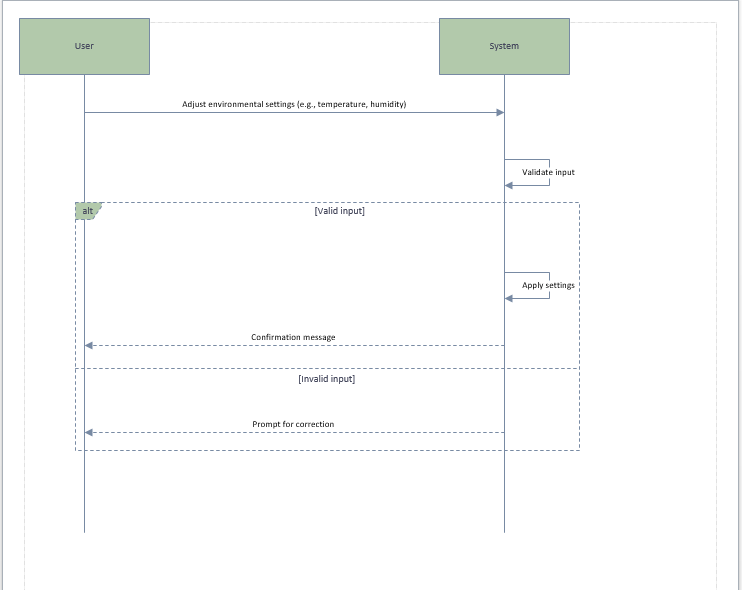 User
System
Adjust environmental settings (e.g., temperature, humidity)
Validate input
alt
[Valid input]
Apply settings
Confirmation message
[Invalid input]
Prompt for correction